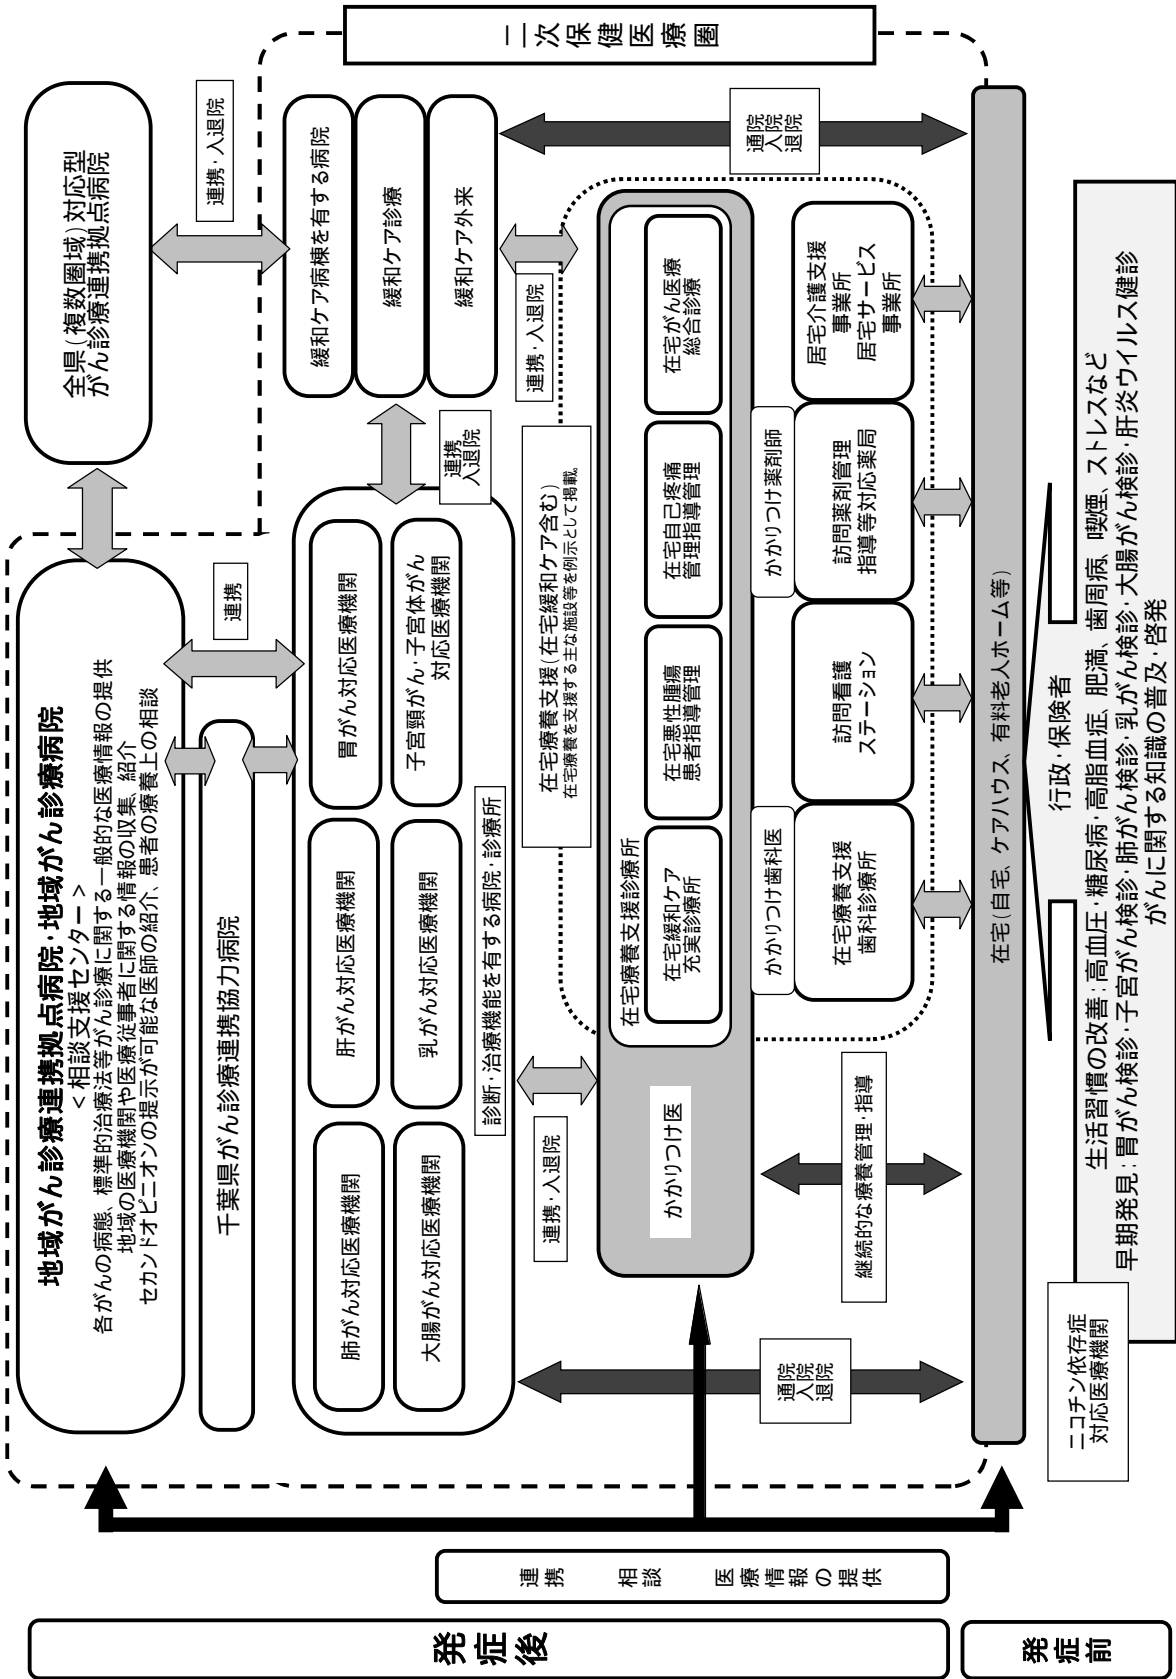 発症後
発症前
連携　相談　医療情報の提供
二次保健医療圏
地域がん診療連携拠点病院・地域がん診療病院
＜相談支援センター＞
各がんの病態、標準的治療法等がん診療に関する一般的な医療情報の提供
地域の医療機関や医療従事者に関する情報の収集、紹介
セカンドオピニオンの提示が可能な医師の紹介、患者の療養上の相談
全県（複数圏域）対応型
がん診療連携拠点病院
千葉県がん診療連携協力病院
連携
連携・入退院
肺がん対応医療機関
肝がん対応医療機関
胃がん対応医療機関
大腸がん対応医療機関
乳がん対応医療機関
子宮頸がん・子宮体がん
対応医療機関
診断・治療機能を有する病院・診療所
連携
入退院
緩和ケア病棟を有する病院
緩和ケア診療
緩和ケア外来
連携・入退院
連携・入退院
在宅療養支援（在宅緩和ケア含む）
在宅療養を支援する主な施設等を例示として掲載
かかりつけ医
在宅療養支援診療所
在宅緩和ケア
充実診療所
在宅悪性腫瘍
患者指導管理
在宅自己疼痛
管理指導管理
在宅がん医療
総合診療
かかりつけ歯科医
かかりつけ薬剤師
在宅療養支援
歯科診療所
訪問看護
ステーション
訪問薬剤管理
指導等対応薬局
居宅介護支援
事業所
居宅サービス
事業所
通院
入院
退院
継続的な療養管理・指導
通院
入院
退院
在宅（自宅、ケアハウス、有料老人ホーム等）
ニコチン依存症
対応医療機関
行政・保険者
生活習慣の改善：高血圧・糖尿病・高脂血症、肥満、歯周病、喫煙、ストレスなど
早期発見：胃がん検診・子宮がん検診・肺がん検診・乳がん検診・大腸がん検診・肝炎ウイルス健診
がんに関する知識の普及・啓発